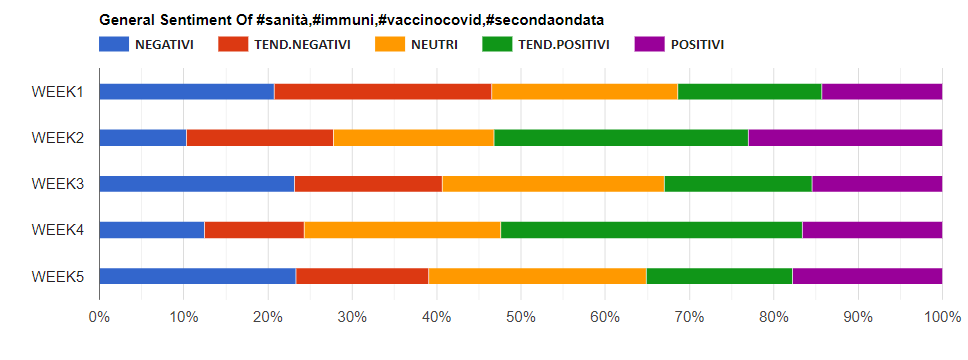 General Sentiment Of #sanità,#immuni,#vaccinocovid,#secondaondata
NEGATIVI TEND.NEGATIVI NEUTRI TEND.POSITIVI POSITIVI
WEEK1
WEEK2
WEEK3
WEEK4
WEEK5
0% 10% 20% 30% 40% 50% 60% 70% 80% 90% 100%